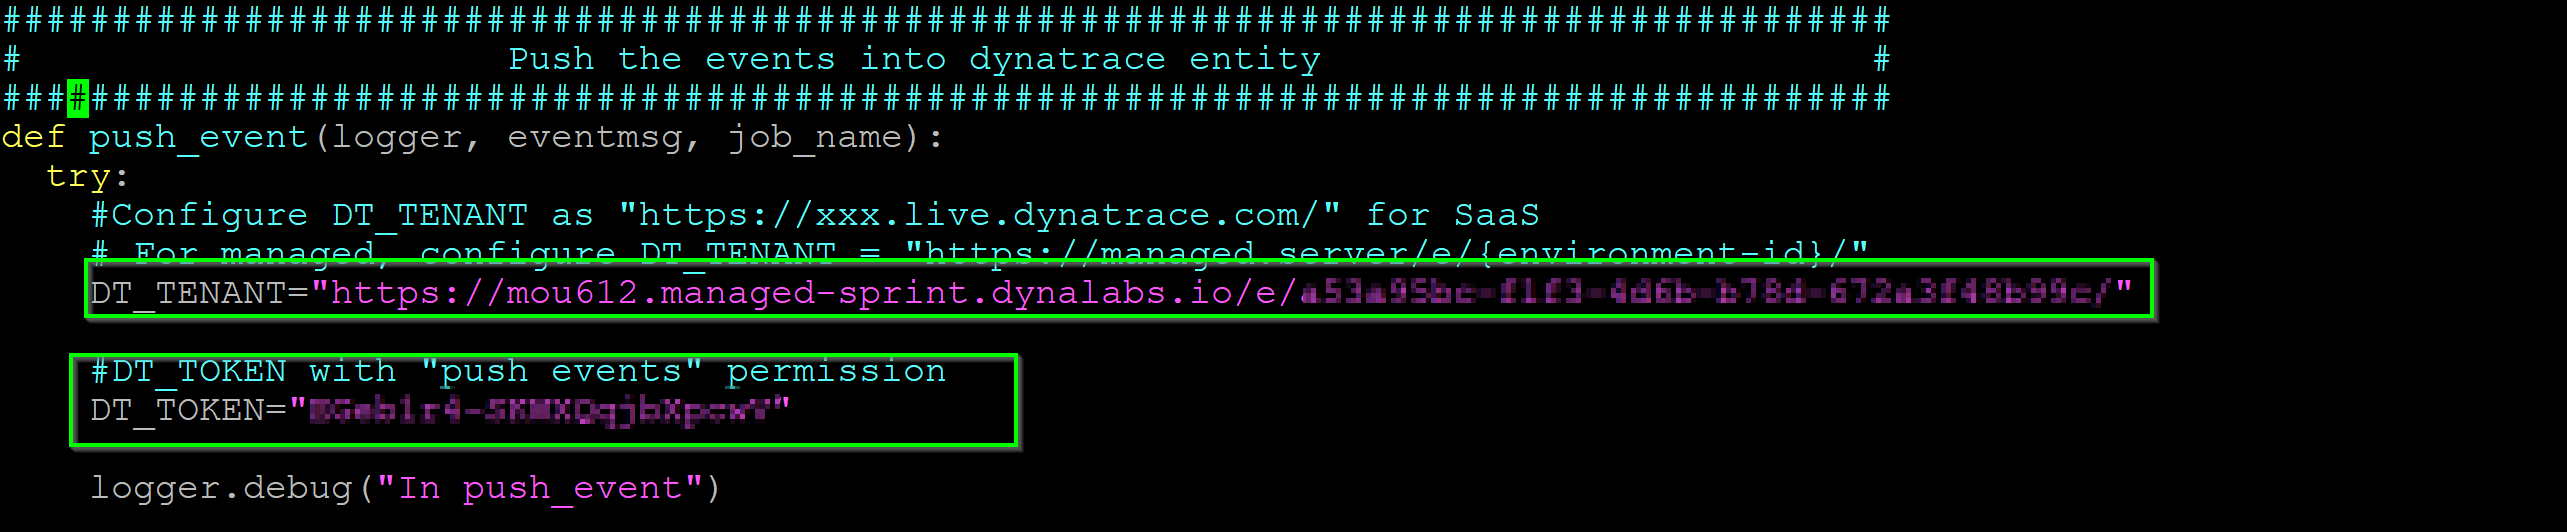 ######################################################################################
# Push the events into dynatrace entity #
######################################################################################
def push_event(logger, eventmsg, job_name):
try:
#Configure DT_TENANT as "https://xxx.live.dynatrace.com/" for SaaS
# For managed, configure DT_TENANT = "https://managed.server/e/{environment-id}/"
DT_TENANT="https://mou612.managed-sprint.dynalabs.io/e/"
#DT_TOKEN with "push events" permission
DT_TOKEN=""
logger.debug("In push_event")